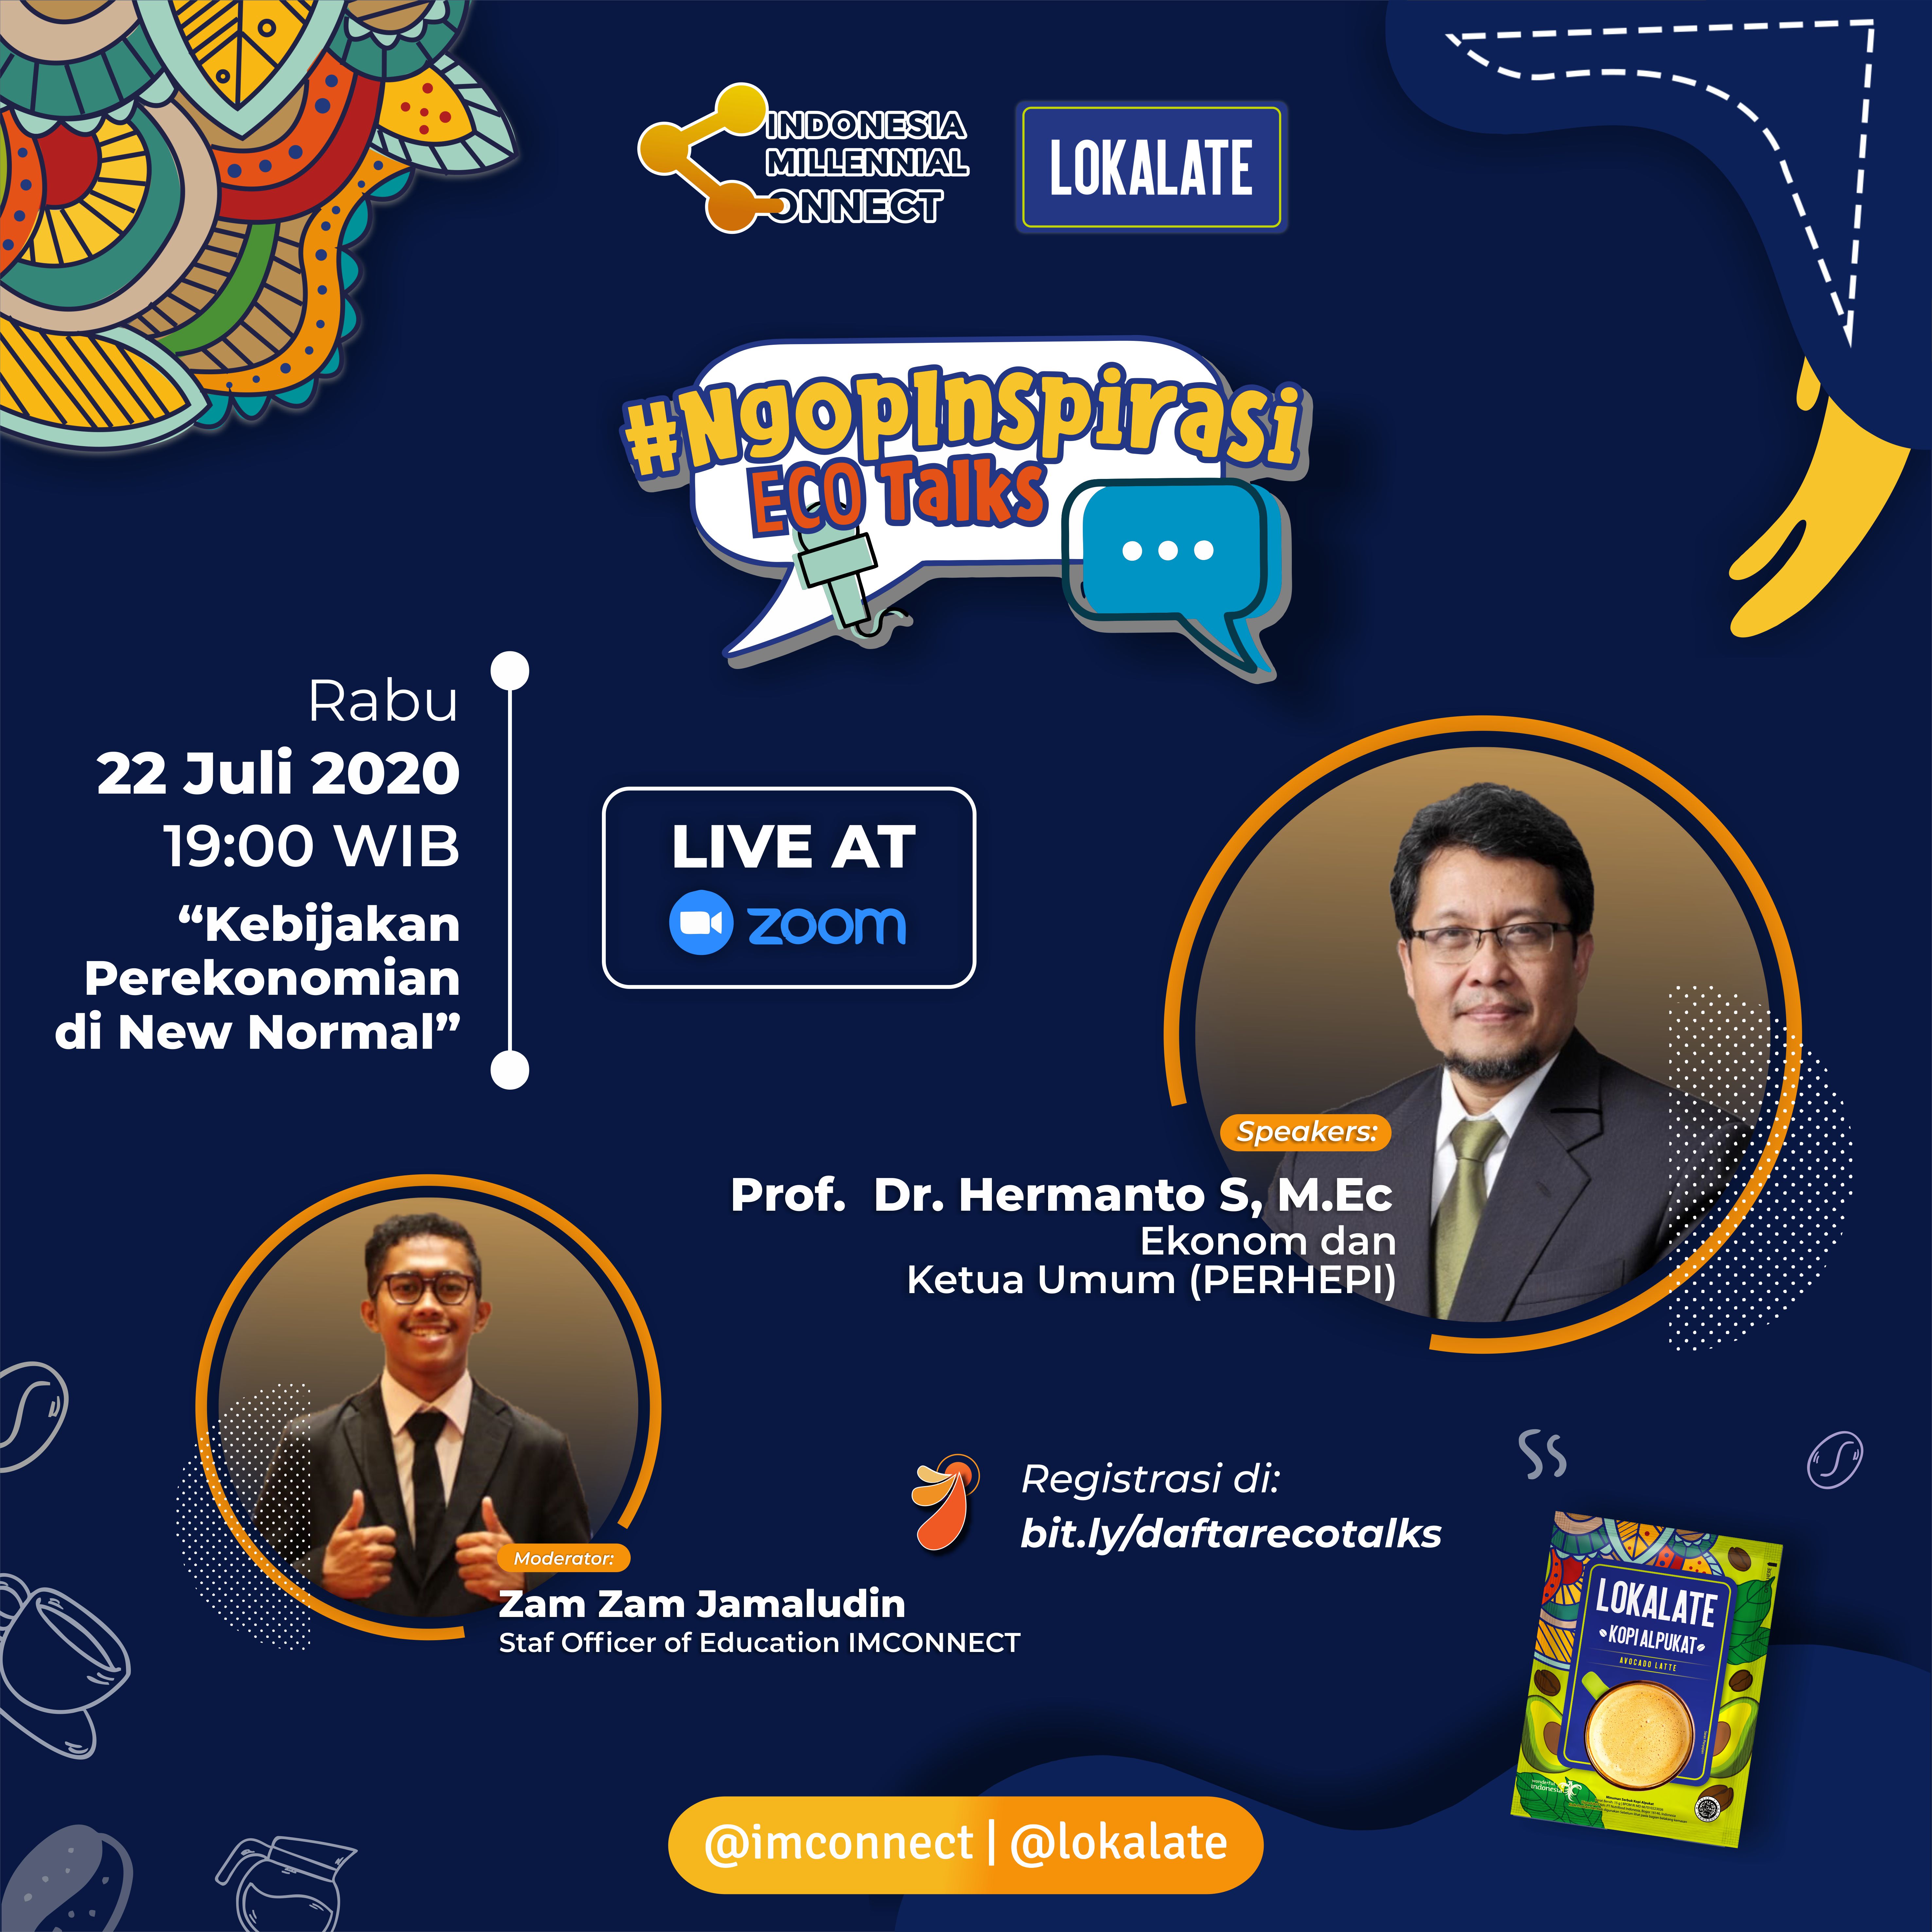 INDONESIA
MILLENNIAL
CONNECT
LOKALATE
#NgopInspirasi
ECO Talks
Rabu
22 Juli 2020
19:00 WIB
“Kebijakan
Perekonomian
di New Normal”
LIVE AT
zoom
Speakers:
Prof. Dr. Hermanto S, M.Ec
Ekonom dan
Ketua Umum (PERHEPI)
Moderator:
Zam Zam Jamaludin
Staf Officer of Education IMCONNECT
Registrasi di:
bit.ly/daftarecotalks
LOKALATE
KOPI ALPUKAT
AVOCADO LATTE
wonderful
indonesia
@imconnect | @lokalate